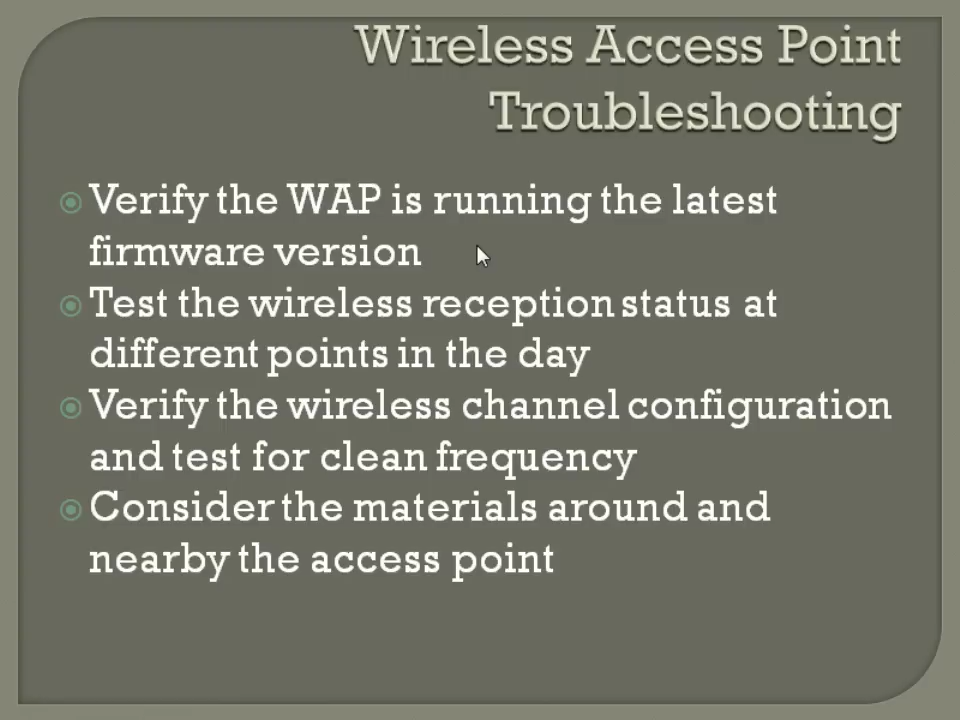 Wireless Access Point
Troubleshooting
Verify the WAP is running the latest
firmware version
Test the wireless reception status at
different points in the day
Verify the wireless channel configuration
and test for clean frequency
Consider the materials around and
nearby the access point